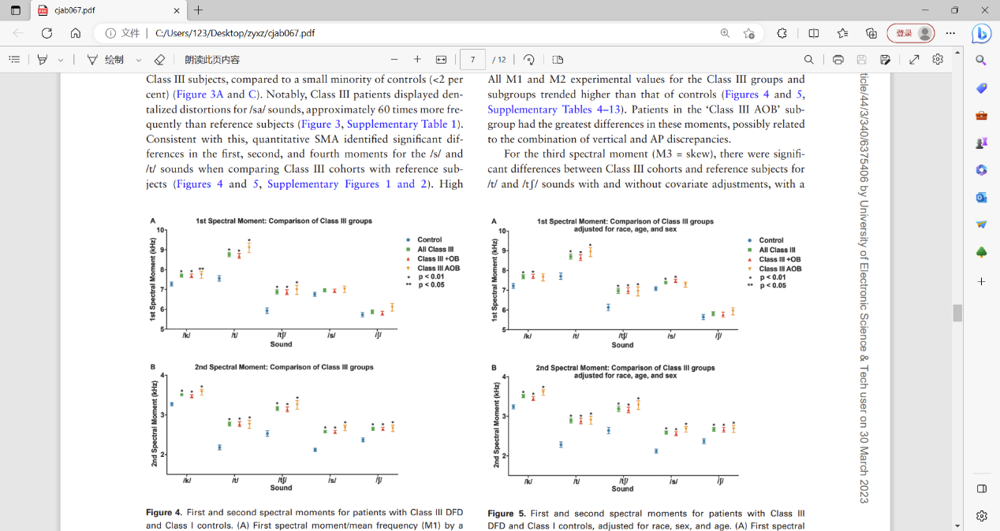 cjab067.pdf
文件 | C:/Users/123/Desktop/zyxz/cjab067.pdf
登录
绘制
朗读此页内容
7 / 12
Class III subjects, compared to a small minority of controls (<2 per
cent) (Figure 3A and C). Notably, Class III patients displayed den-
talized distortions for /sa/ sounds, approximately 60 times more fre-
quently than reference subjects (Figure 3, Supplementary Table 1).
Consistent with this, quantitative SMA identified significant dif-
ferences in the first, second, and fourth moments for the /s/ and
/t/ sounds when comparing Class III cohorts with reference sub-
jects (Figures 4 and 5, Supplementary Figures 1 and 2). High
A
1st Spectral Moment: Comparison of Class III groups
1st Spectral Moment (kHz)
10
9
8
7
6
5
/k/ /t/ /tʃ/ /s/ /ʃ/
Sound
Control
All Class III
Class III +OB
Class III AOB
* p < 0.01
** p < 0.05
B
2nd Spectral Moment: Comparison of Class III groups
2nd Spectral Moment (kHz)
4
3
2
/k/ /t/ /tʃ/ /s/ /ʃ/
Sound
Figure 4. First and second spectral moments for patients with Class III DFD
and Class I controls. (A) First spectral moment/mean frequency (M1) by a
All M1 and M2 experimental values for the Class III groups and
subgroups trended higher than that of controls (Figures 4 and 5,
Supplementary Tables 4–13). Patients in the ‘Class III AOB’ sub-
group had the greatest differences in these moments, possibly related
to the combination of vertical and AP discrepancies.
For the third spectral moment (M3 = skew), there were signifi-
cant differences between Class III cohorts and reference subjects for
/t/ and /tʃ/ sounds with and without covariate adjustments, with a
A
1st Spectral Moment: Comparison of Class III groups
adjusted for race, age, and sex
1st Spectral Moment (kHz)
10
9
8
7
6
5
/k/ /t/ /tʃ/ /s/ /ʃ/
Sound
Control
All Class III
Class III +OB
Class III AOB
* p < 0.01
** p < 0.05
B
2nd Spectral Moment: Comparison of Class III groups
adjusted for race, age, and sex
2nd Spectral Moment (kHz)
4
3
2
/k/ /t/ /tʃ/ /s/ /ʃ/
Sound
Figure 5. First and second spectral moments for patients with Class III
DFD and Class I controls, adjusted for race, sex, and age. (A) First spectral
ticle/44/3/340/6375406 by University of Electronic Science & Tech user on 30 March 2023